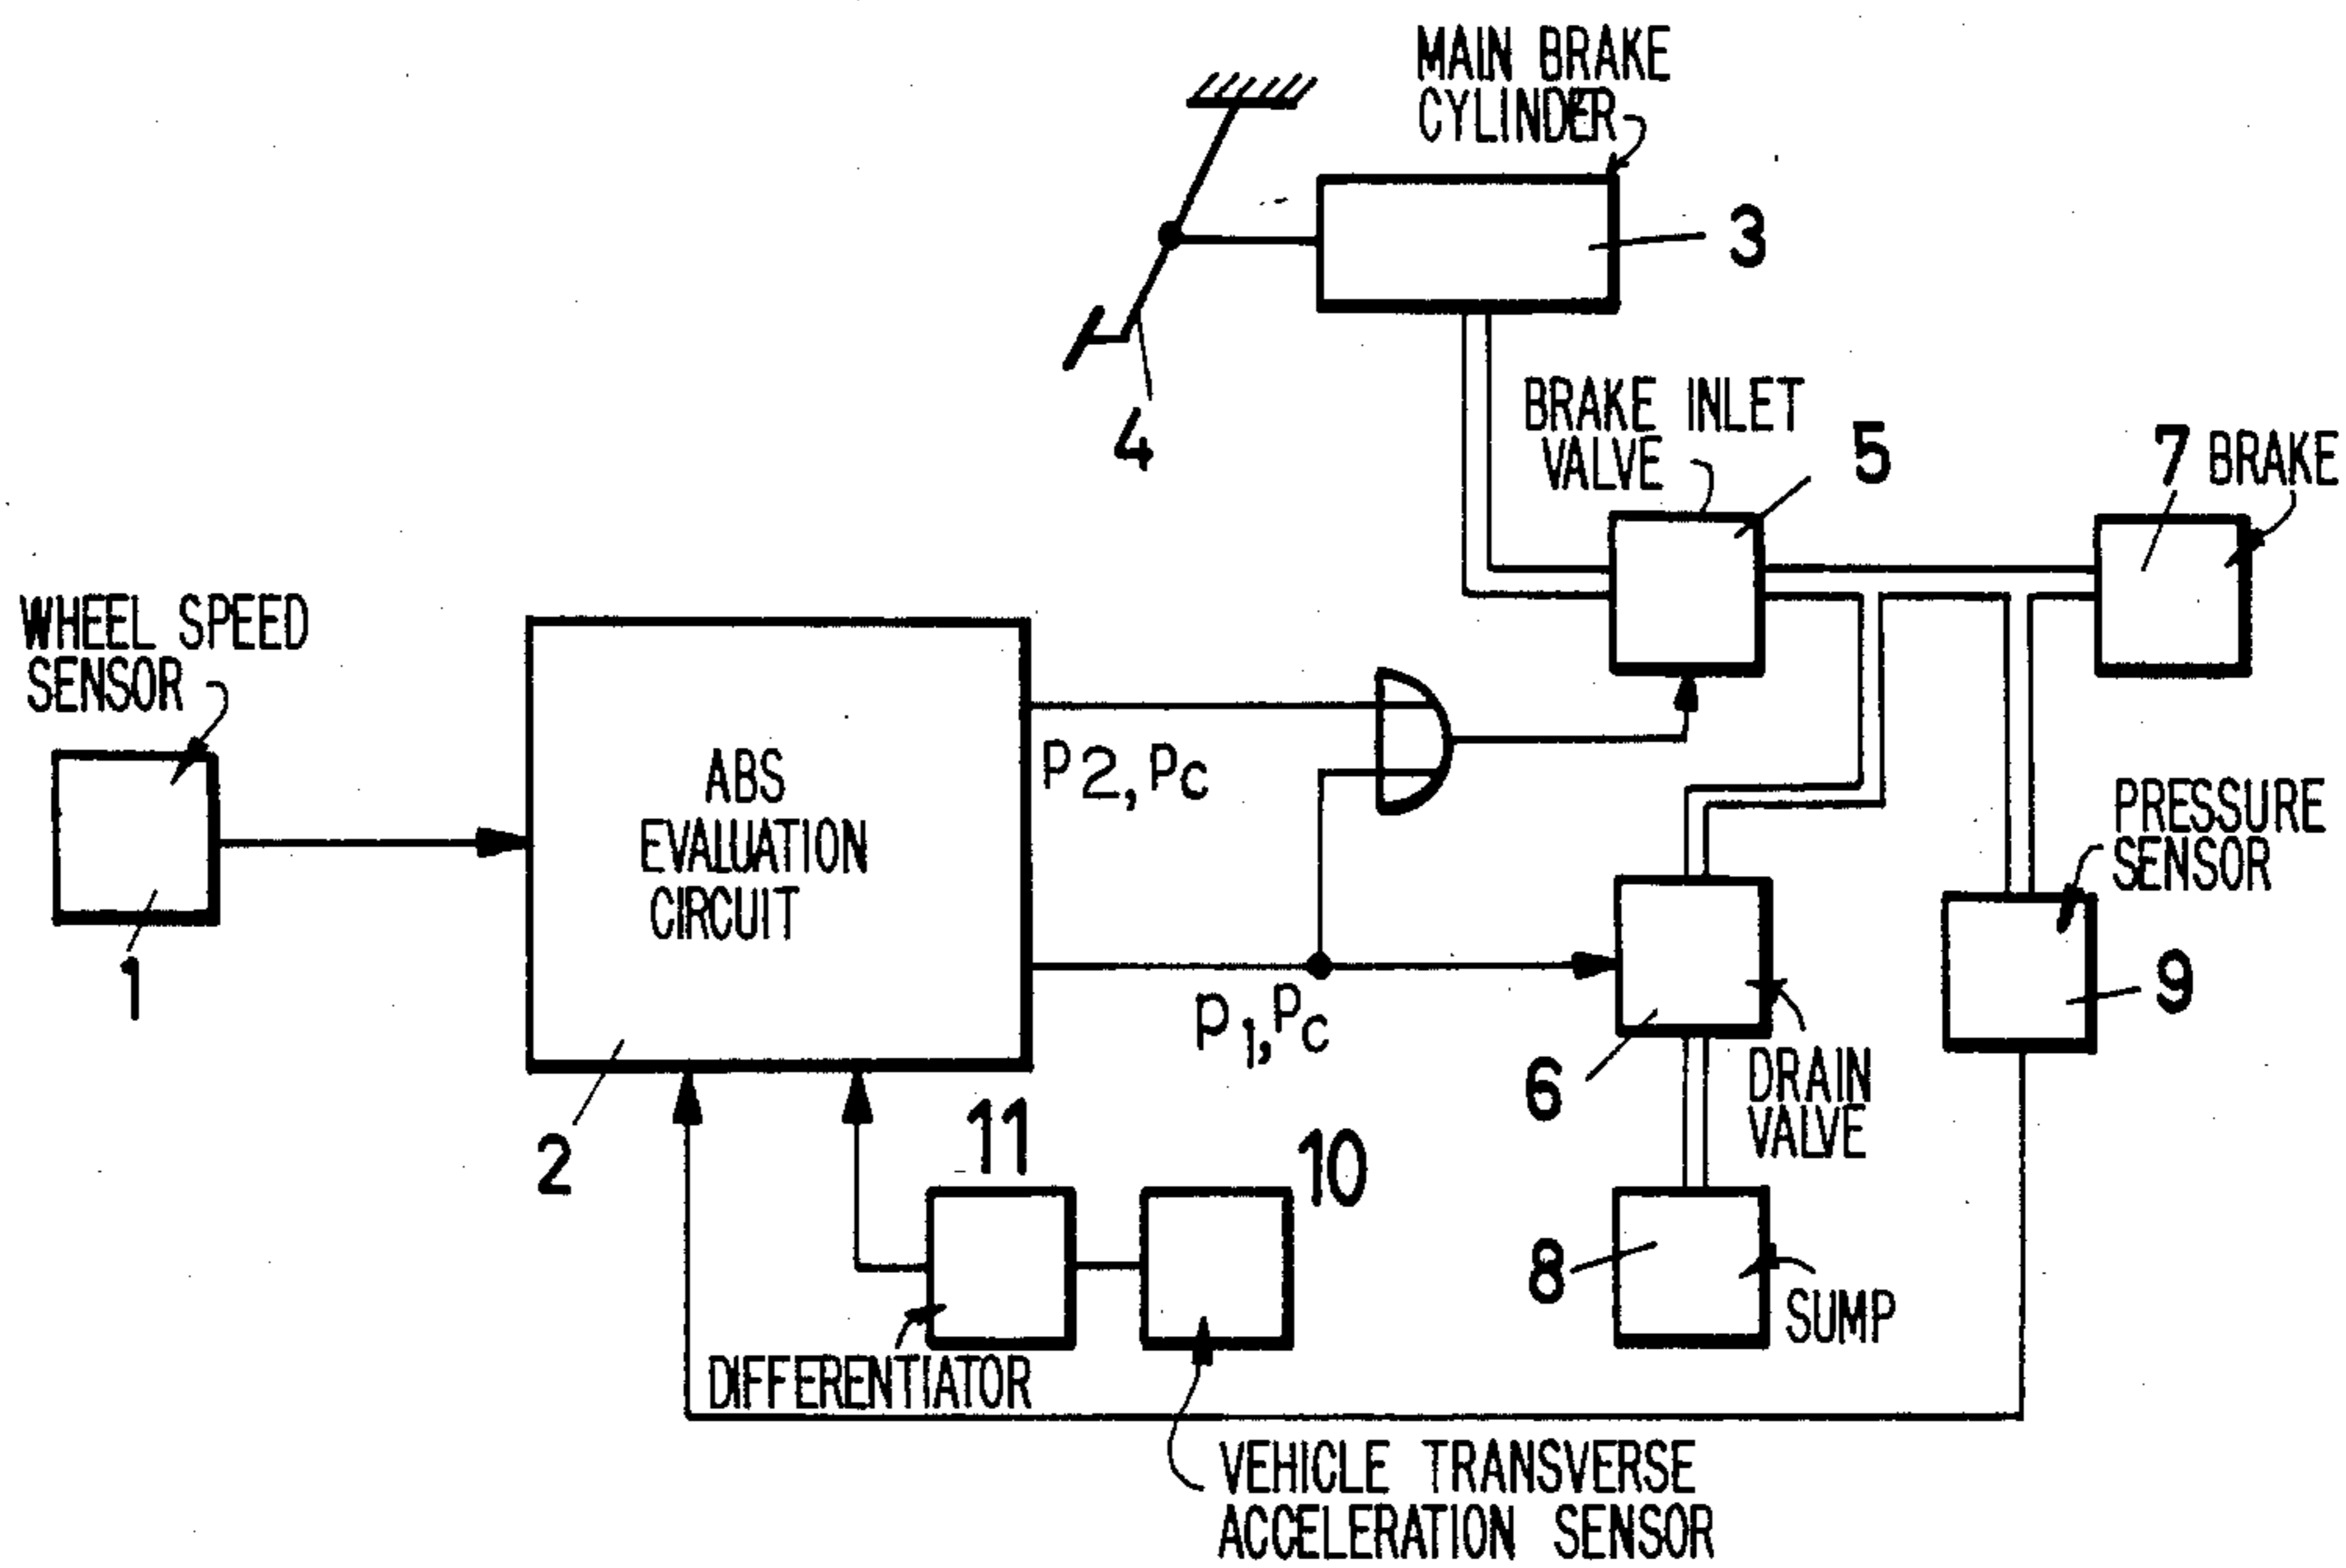 MAIN BRAKE
CYLINDER
3
4
BRAKE INLET
VALVE
5
7 BRAKE
WHEEL SPEED
SENSOR
1
ABS
EVALUATION
CIRCUIT
2
P2, Pc
P1, Pc
PRESSURE
SENSOR
9
6
DRAIN
VALVE
11
10
8
SUMP
DIFFERENTIATOR
VEHICLE TRANSVERSE
ACCELERATION SENSOR